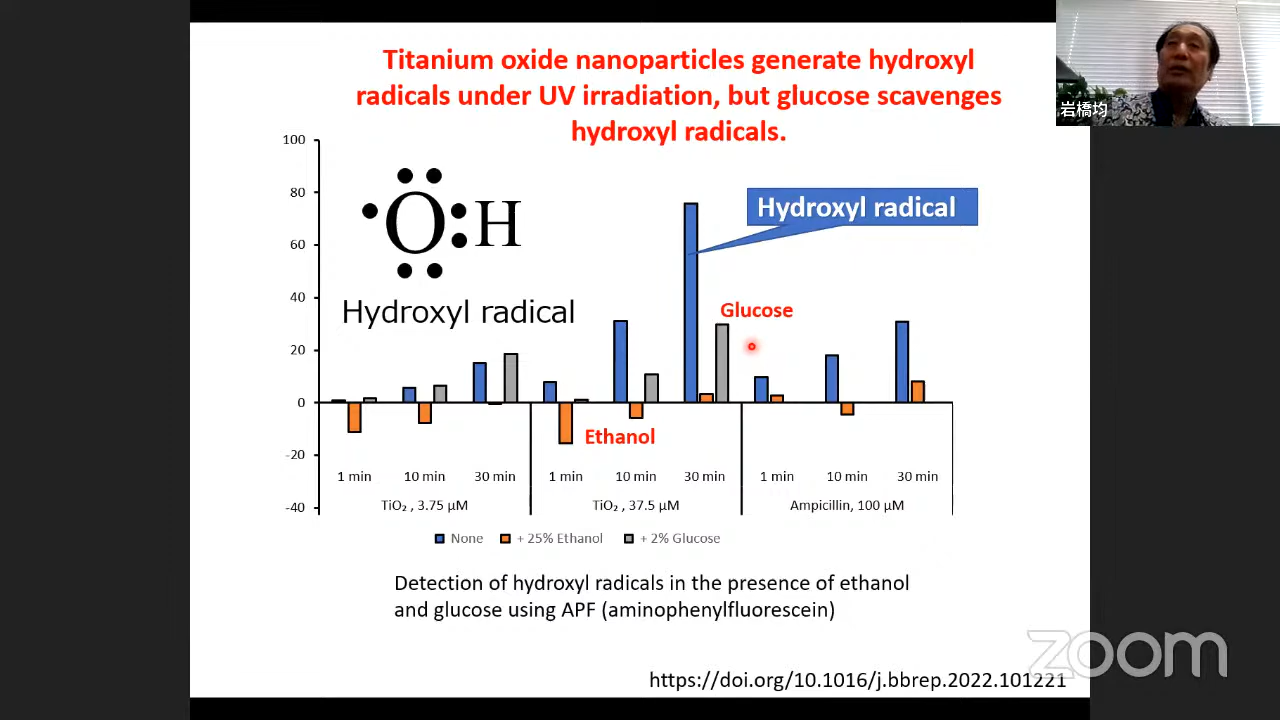 Titanium oxide nanoparticles generate hydroxyl
radicals under UV irradiation, but glucose scavenges
hydroxyl radicals.
岩橋均
100
80
60
40
20
0
-20
-40
OH
Hydroxyl radical
Hydroxyl radical
Glucose
Ethanol
1 min 10 min 30 min 1 min 10 min 30 min 1 min 10 min 30 min
TiO₂ , 3.75 μM TiO₂ , 37.5 μM Ampicillin, 100 μM
None + 25% Ethanol + 2% Glucose
Detection of hydroxyl radicals in the presence of ethanol
and glucose using APF (aminophenylfluorescein)
zoom
https://doi.org/10.1016/j.bbrep.2022.101221